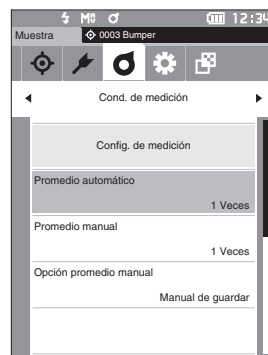 12:34
Muestra
0003 Bumper
Cond. de medición
Config. de medición
Promedio automático
1 Veces
Promedio manual
1 Veces
Opción promedio manual
Manual de guardar